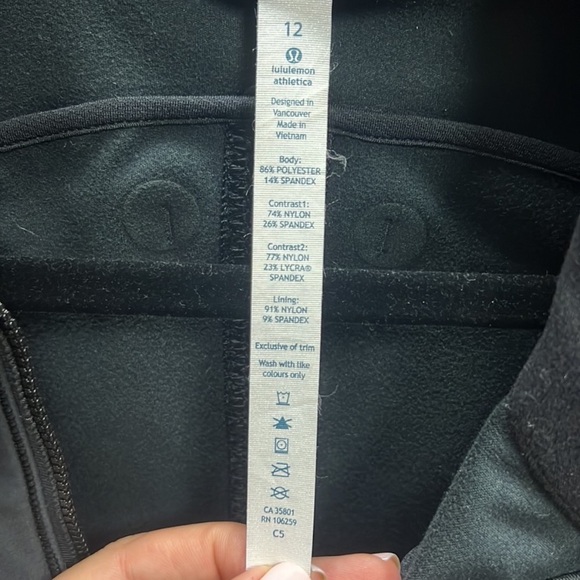 12
lululemon
athletica
Designed in
Vancouver
Made in
Vietnam
Body:
86% POLYESTER
14% SPANDEX
Contrast1:
74% NYLON
26% SPANDEX
Contrast2:
77% NYLON
23% LYCRA®
SPANDEX
Lining:
91% NYLON
9% SPANDEX
Exclusive of trim
Wash with like
colours only
CA 35801
RN 106259
C5